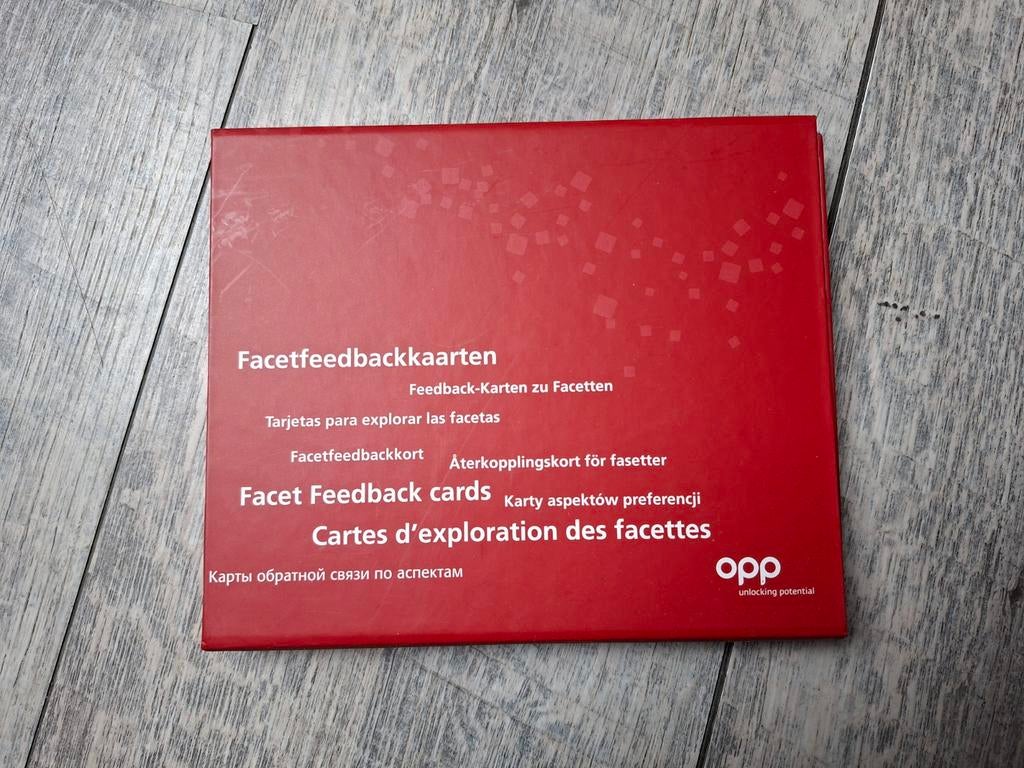 Facetfeedbackkaarten
Feedback-Karten zu Facetten
Tarjetas para explorar las facetas
Facetfeedbackkort
Återkopplingskort för fasetter
Facet Feedback cards
Karty aspektów preferencji
Cartes d’exploration des facettes
Карты обратной связи по аспектам
opp
unlocking potential